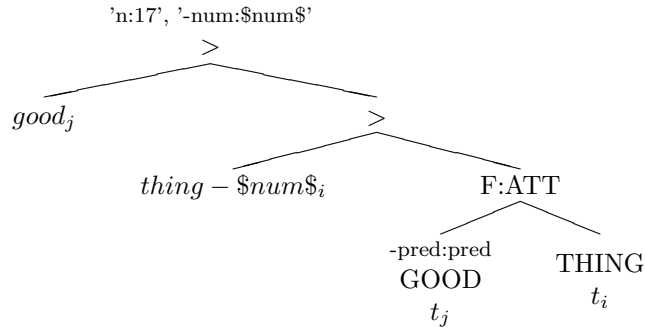 ’n:17’, ’-num:$num$’
>
good_j
>
thing − $num$_i
F:ATT
-pred:pred
GOOD
t_j
THING
t_i